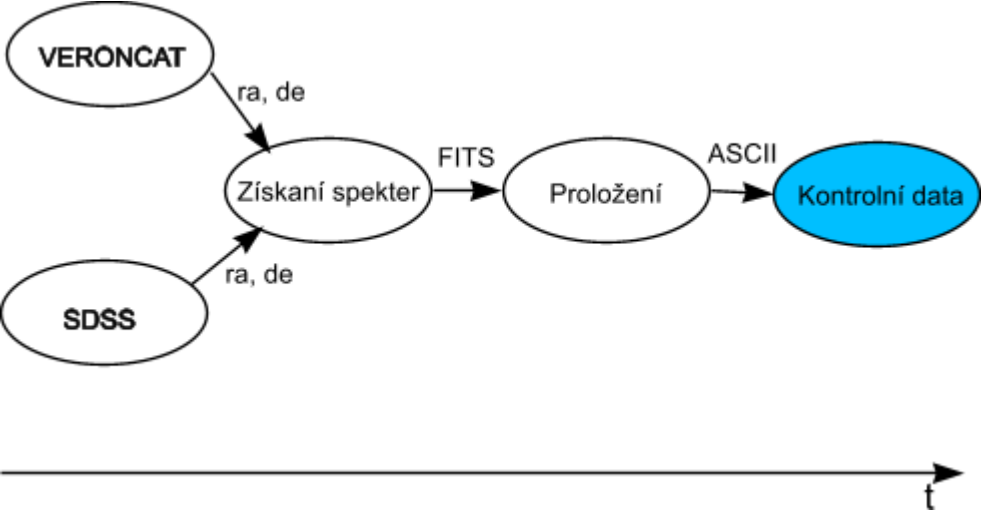 VERONCAT
ra, de
Získaní spekter
FITS
Proložení
ASCII
Kontrolní data
ra, de
SDSS
t